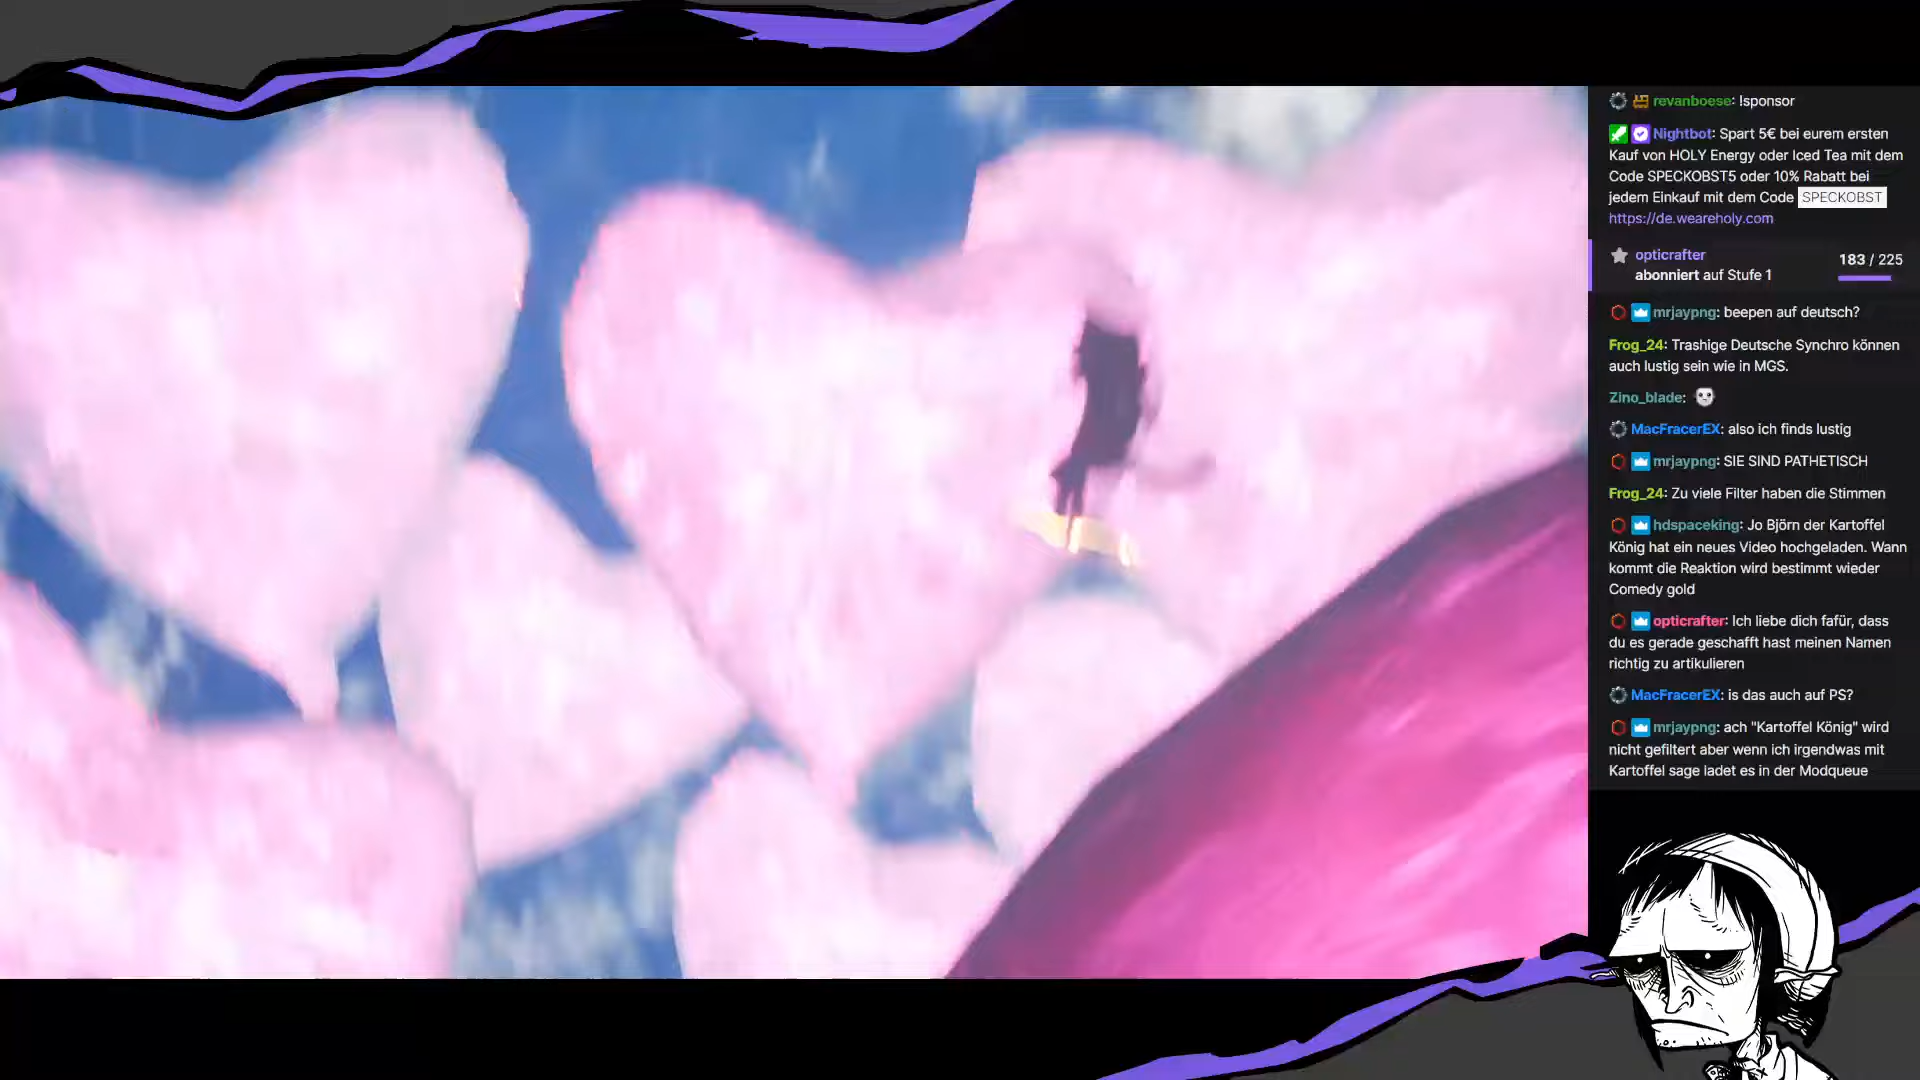 revanboese: !sponsor
Nightbot: Spart 5€ bei eurem ersten
Kauf von HOLY Energy oder Iced Tea mit dem
Code SPECKOBST5 oder 10% Rabatt bei
jedem Einkauf mit dem Code SPECKOBST
https://de.weareholy.com
opticrafter
abonniert auf Stufe 1
183 / 225
mrjaypng: beepen auf deutsch?
Frog_24: Trashige Deutsche Synchro können
auch lustig sein wie in MGS.
Zino_blade:
MacFracerEX: also ich finds lustig
mrjaypng: SIE SIND PATHETISCH
Frog_24: Zu viele Filter haben die Stimmen
hdspaceking: Jo Björn der Kartoffel
König hat ein neues Video hochgeladen. Wann
kommt die Reaktion wird bestimmt wieder
Comedy gold
opticrafter: Ich liebe dich fafür, dass
du es gerade geschafft hast meinen Namen
richtig zu artikulieren
MacFracerEX: is das auch auf PS?
mrjaypng: ach "Kartoffel König" wird
nicht gefiltert aber wenn ich irgendwas mit
Kartoffel sage ladet es in der Modqueue